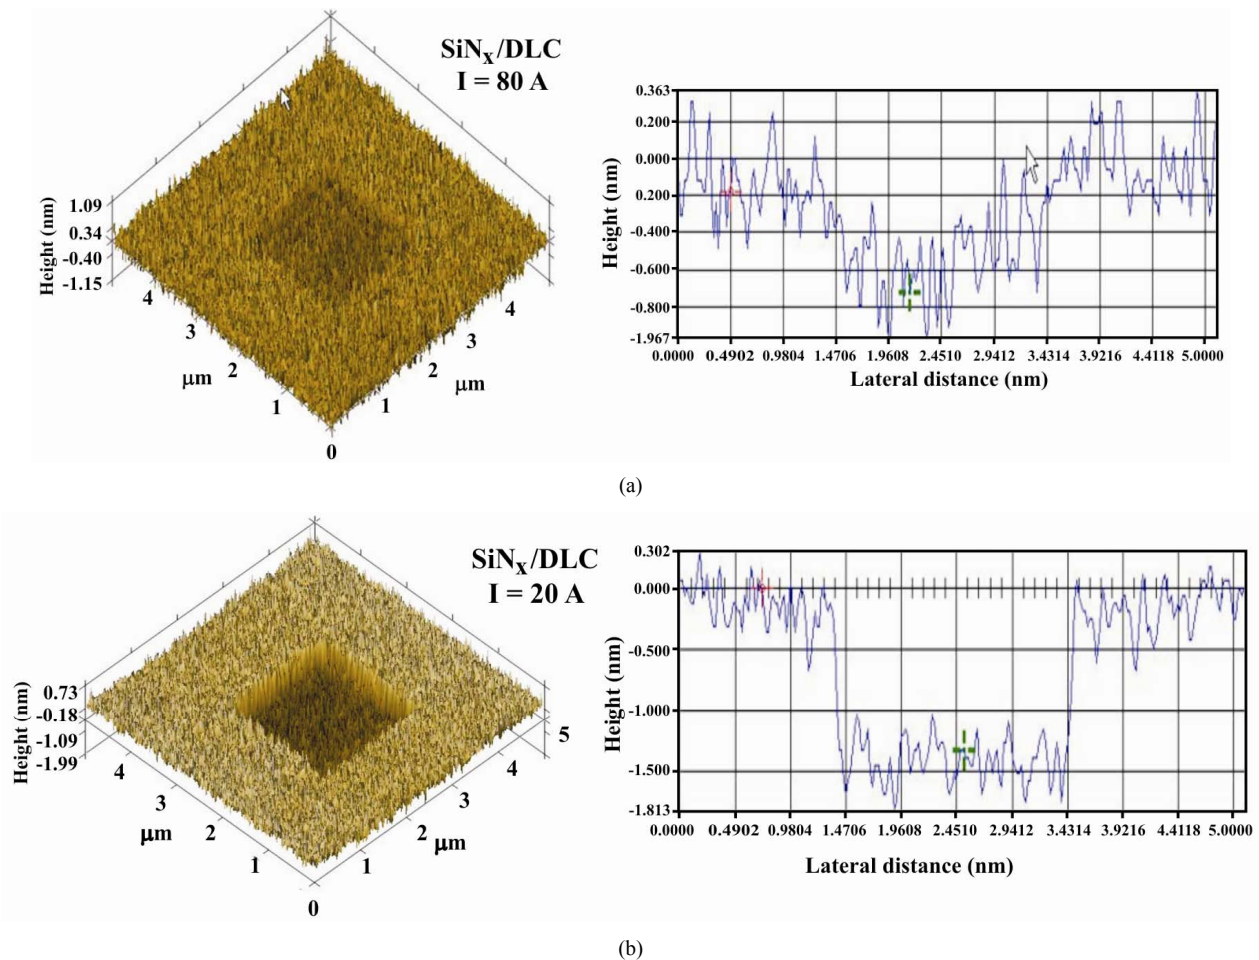 SiNx/DLC
I = 80 A
1.09
0.34
-0.40
-1.15
Height (nm)
4
3
2
1
0
1
2
3
4
μm
μm
0.363
0.200
0.000
0.200
-0.400
-0.600
-0.800
-1.967
Height (nm)
0.0000 0.4902 0.9804 1.4706 1.9608 2.4510 2.9412 3.4314 3.9216 4.4118 5.0000
Lateral distance (nm)
(a)
SiNx/DLC
I = 20 A
0.73
-0.18
-1.09
-1.99
Height (nm)
4
3
2
1
0
1
2
3
4
5
μm
μm
0.302
0.000
-0.500
-1.000
-1.500
-1.813
Height (nm)
0.0000 0.4902 0.9804 1.4706 1.9608 2.4510 2.9412 3.4314 3.9216 4.4118 5.0000
Lateral distance (nm)
(b)